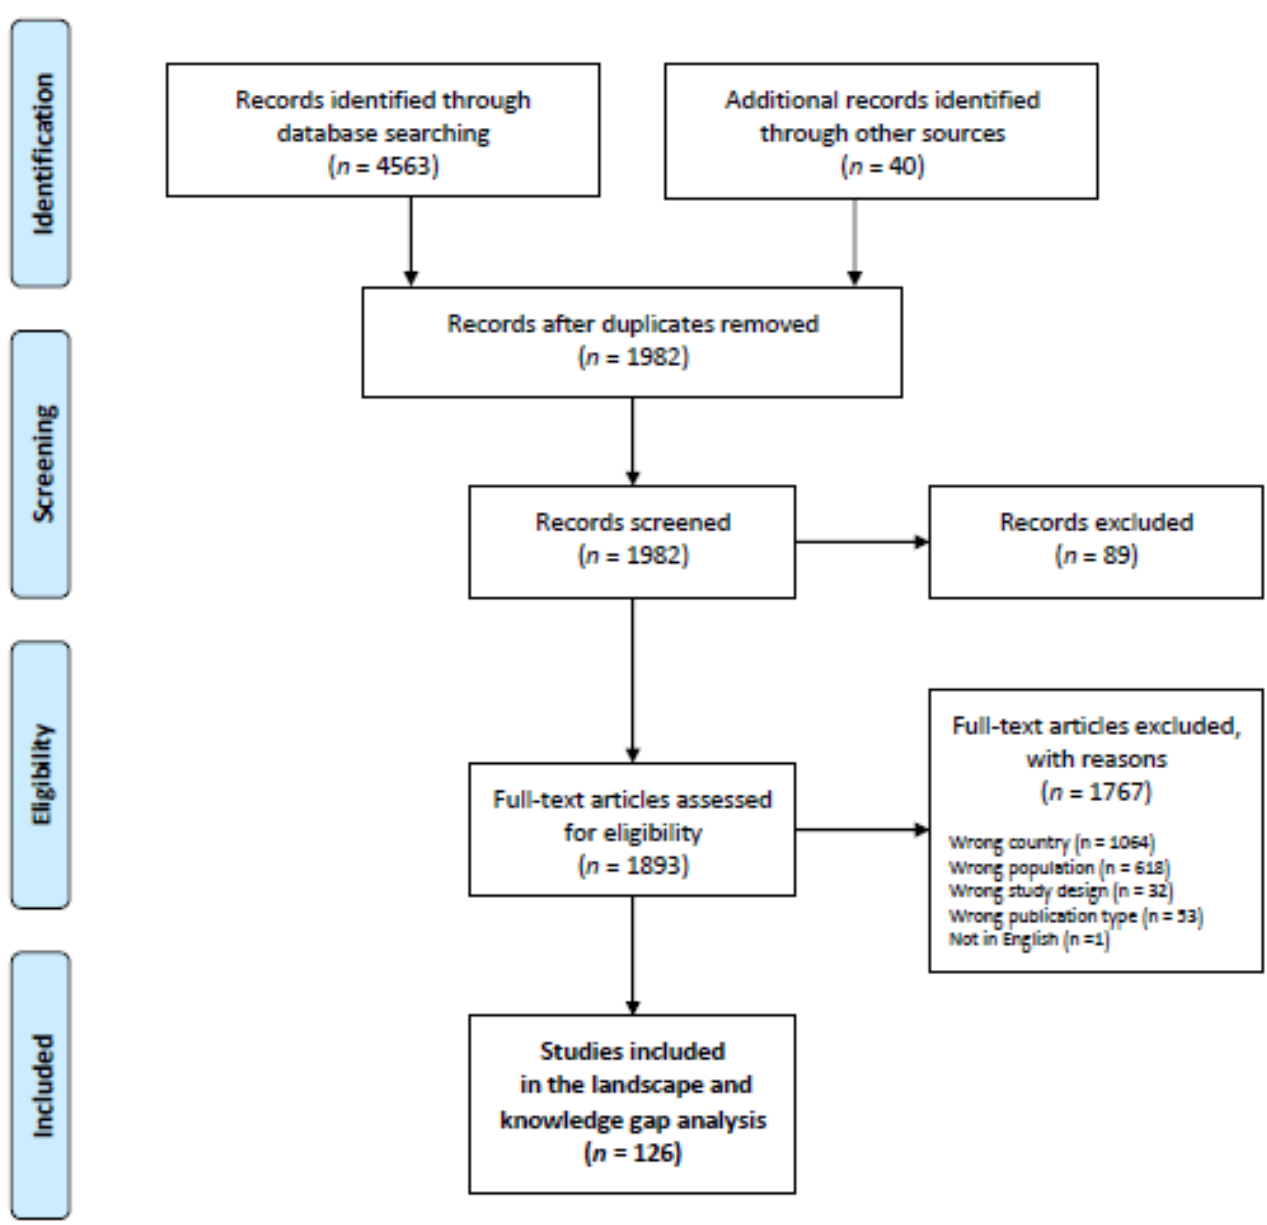 Identification
Records identified through
database searching
(n = 4563)
Additional records identified
through other sources
(n = 40)
Records after duplicates removed
(n = 1982)
Screening
Records screened
(n = 1982)
Records excluded
(n = 89)
Eligibility
Full-text articles assessed
for eligibility
(n = 1893)
Full-text articles excluded,
with reasons
(n = 1767)
Wrong country (n = 1064)
Wrong population (n = 618)
Wrong study design (n = 32)
Wrong publication type (n = 53)
Not in English (n =1)
Included
Studies included
in the landscape and
knowledge gap analysis
(n = 126)